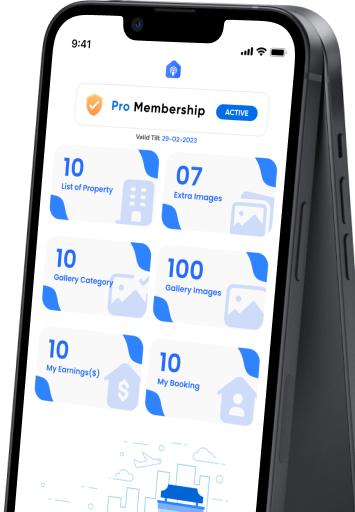 9:41
Pro Membership
ACTIVE
Valid Till: 29-02-2023
10
List of Property
07
Extra Images
10
Gallery Category
100
Gallery Images
10
My Earnings($)
10
My Booking